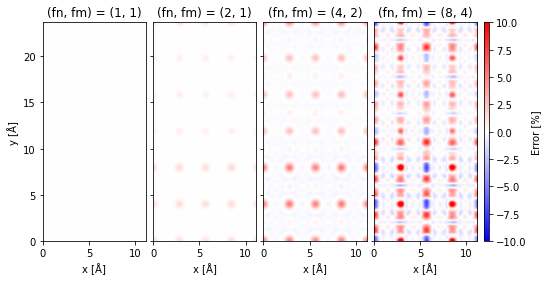 (fn, fm) = (1, 1)
(fn, fm) = (2, 1)
(fn, fm) = (4, 2)
(fn, fm) = (8, 4)
y [Å]
20
15
10
5
0
0 5 10
0 5 10
0 5 10
0 5 10
x [Å]
x [Å]
x [Å]
x [Å]
10.0
7.5
5.0
2.5
0.0
−2.5
−5.0
−7.5
−10.0
Error [%]